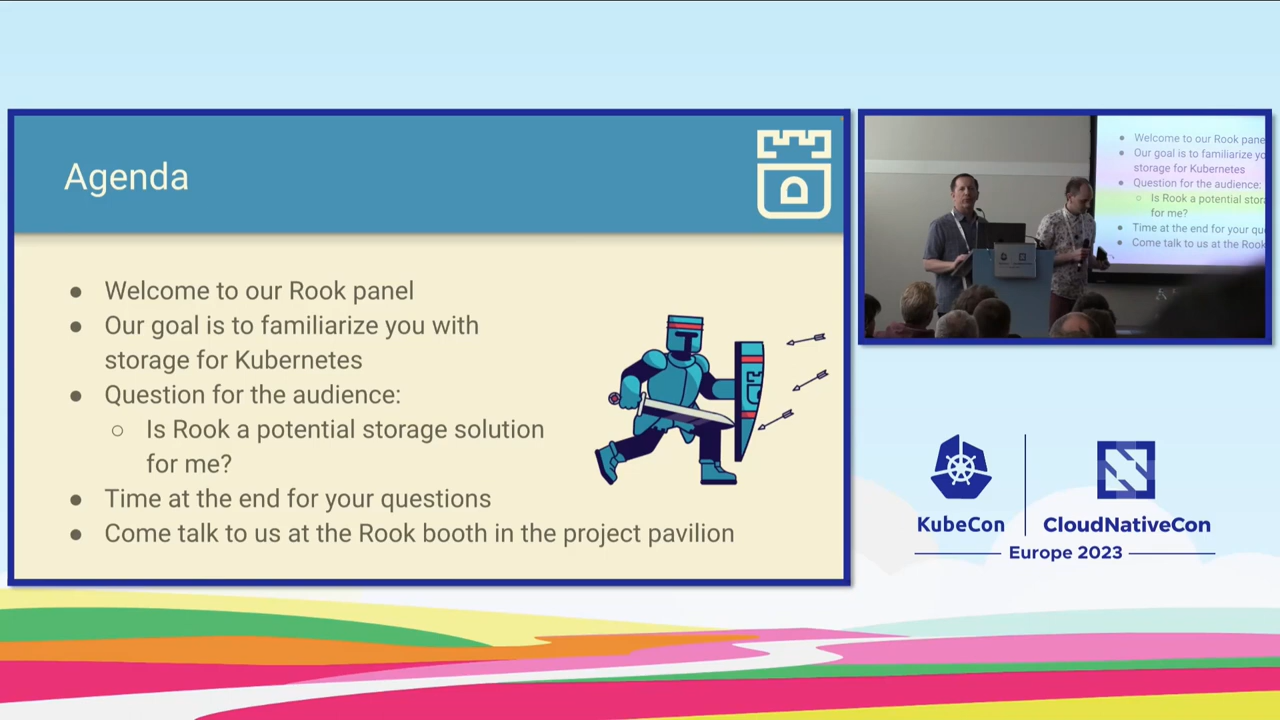 Agenda
● Welcome to our Rook panel
● Our goal is to familiarize you with
storage for Kubernetes
● Question for the audience:
○ Is Rook a potential storage solution
for me?
● Time at the end for your questions
● Come talk to us at the Rook booth in the project pavilion
● Welcome to our Rook pane
● Our goal is to familiarize yo
storage for Kubernetes
● Question for the audience:
○ Is Rook a potential stor
for me?
● Time at the end for your qu
● Come talk to us at the Rook
KubeCon
CloudNativeCon
Europe 2023